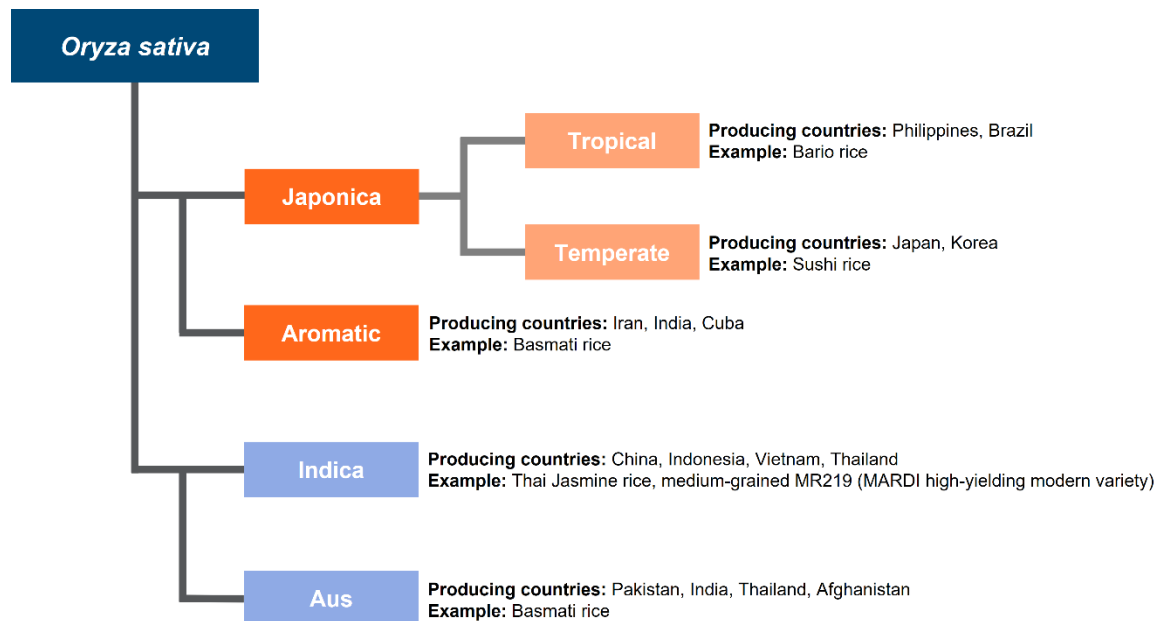 Oryza sativa
Tropical
Producing countries: Philippines, Brazil
Example: Bario rice
Japonica
Temperate
Producing countries: Japan, Korea
Example: Sushi rice
Aromatic
Producing countries: Iran, India, Cuba
Example: Basmati rice
Indica
Producing countries: China, Indonesia, Vietnam, Thailand
Example: Thai Jasmine rice, medium-grained MR219 (MARDI high-yielding modern variety)
Aus
Producing countries: Pakistan, India, Thailand, Afghanistan
Example: Basmati rice